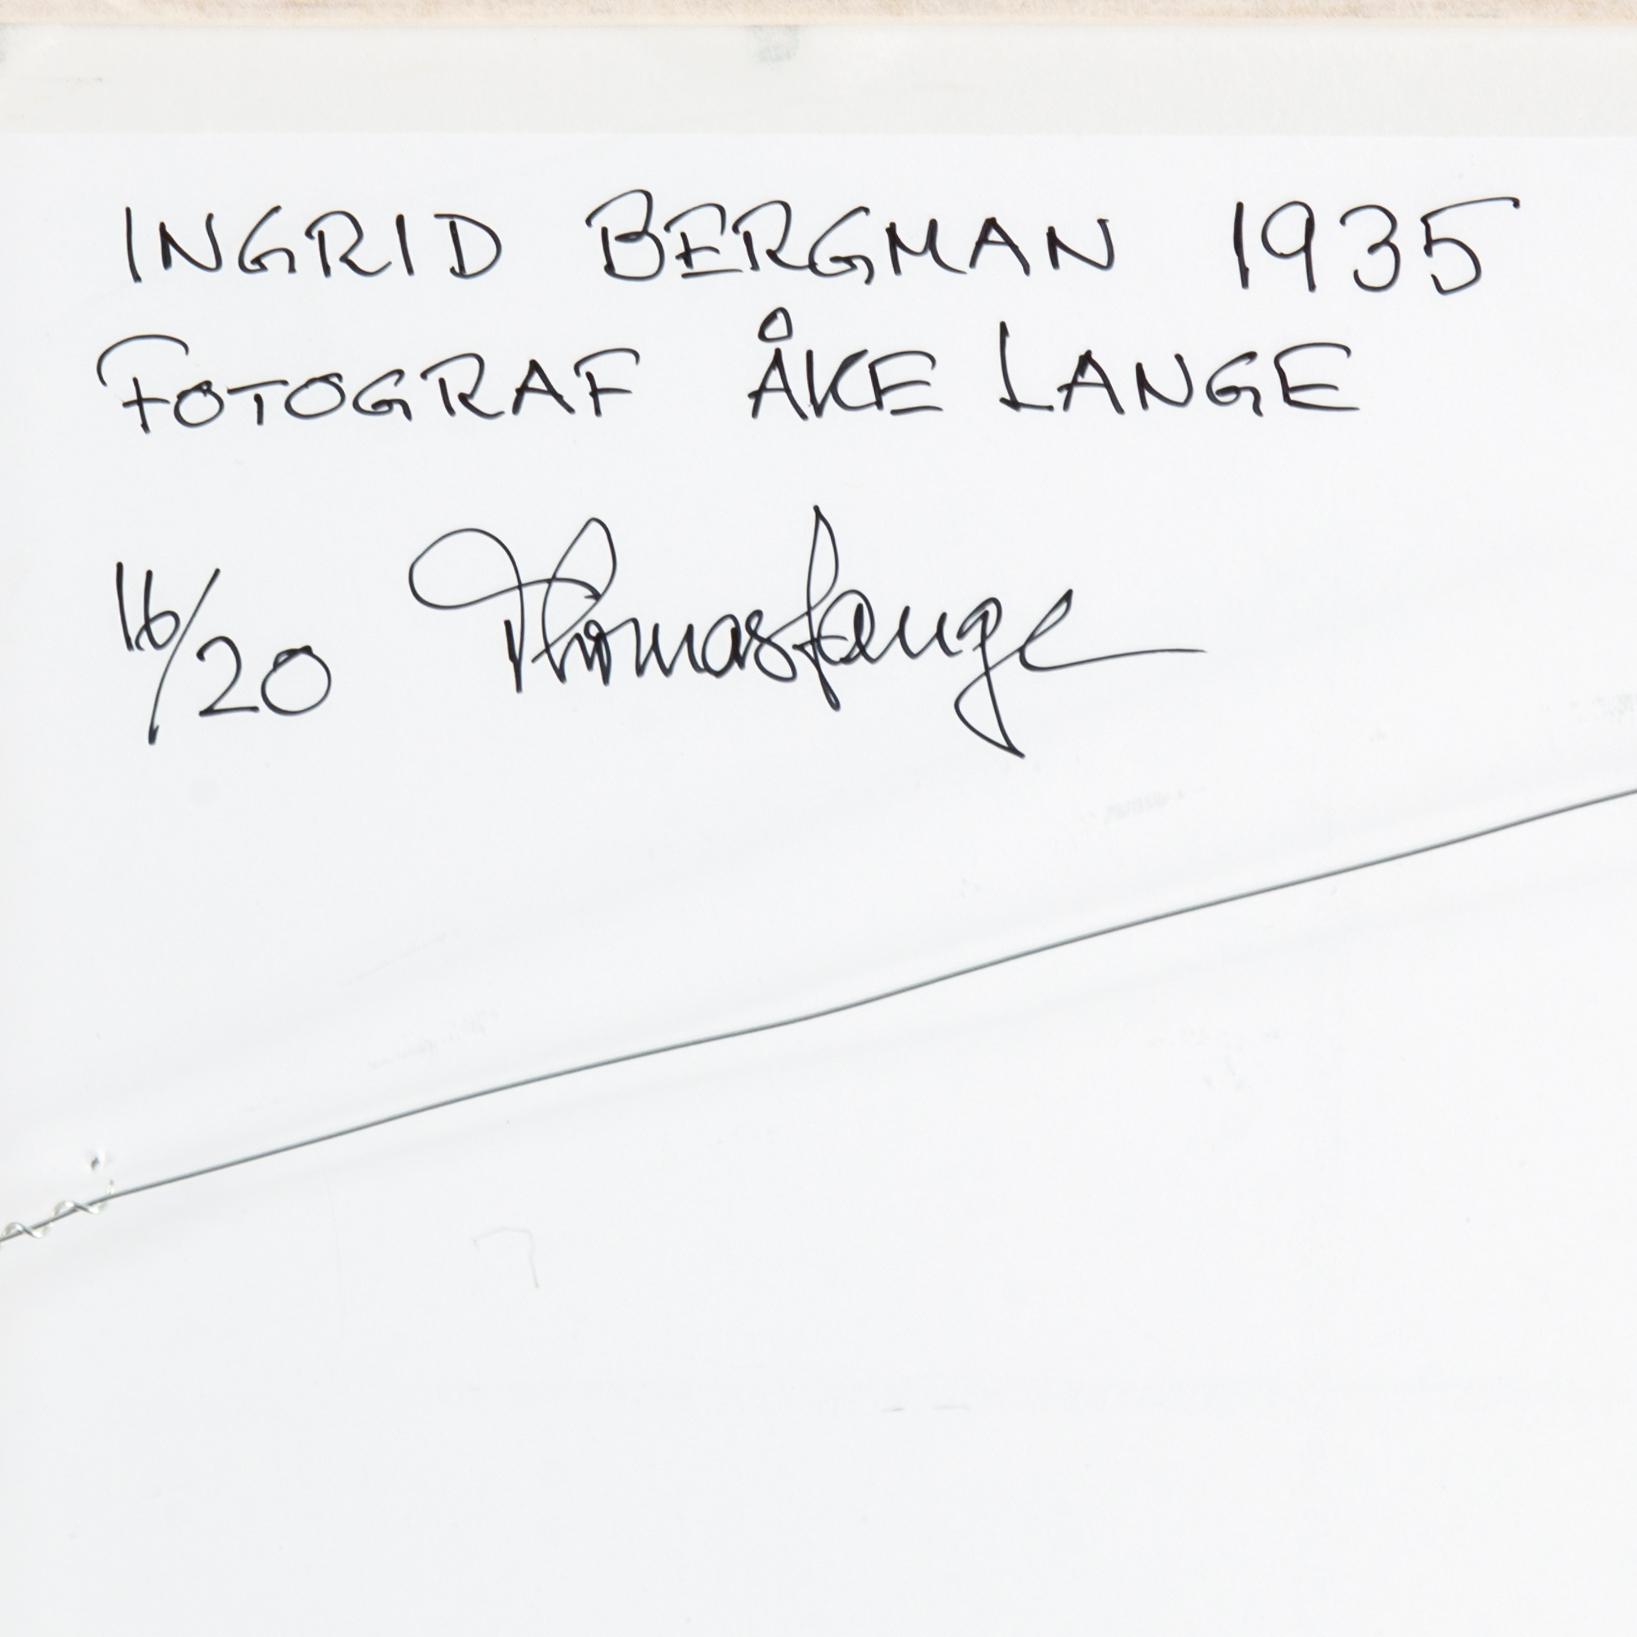 INGRID BERGMAN 1935
FOTOGRAF ÅKE LANGE
16/20 Thomas Lange